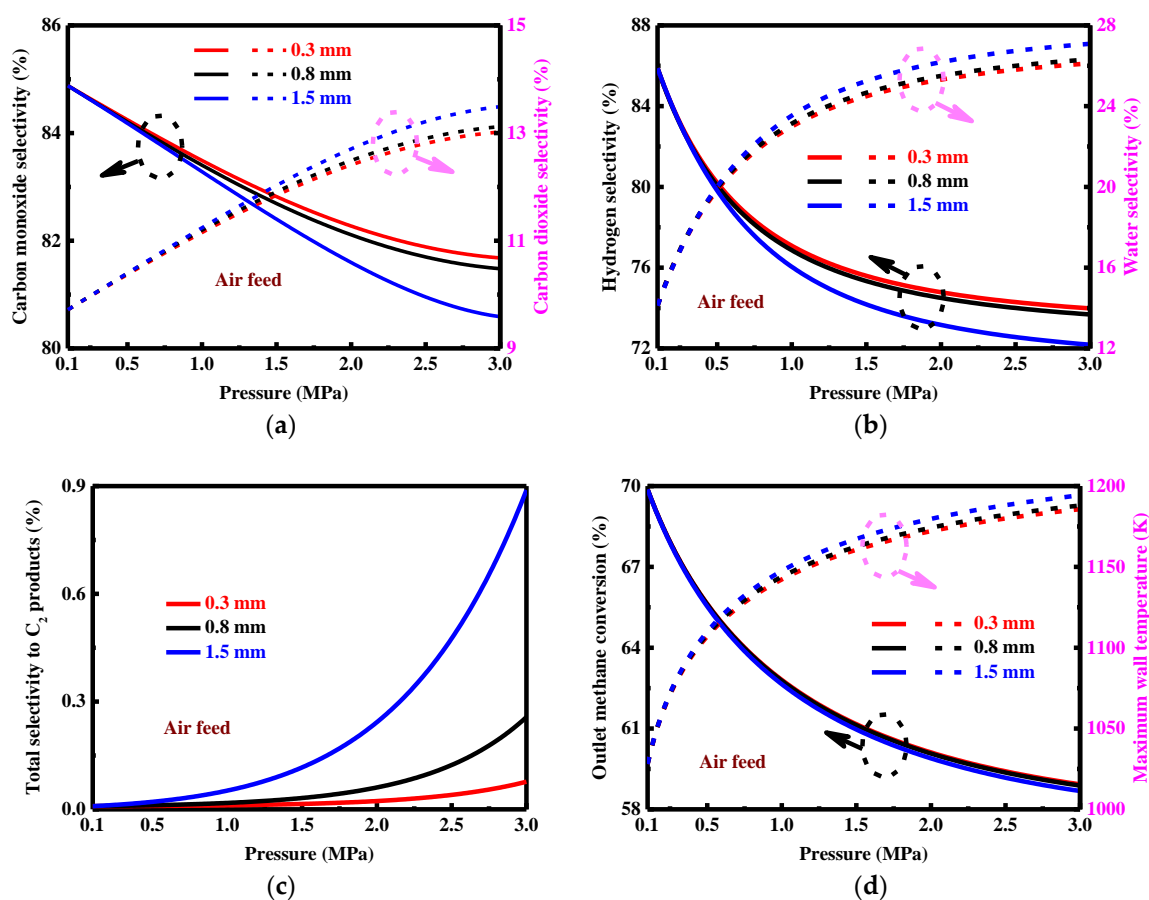 86
84
82
80
Carbon monoxide selectivity (%)
15
13
11
9
Carbon dioxide selectivity (%)
0.3 mm
0.8 mm
1.5 mm
Air feed
0.1 0.5 1.0 1.5 2.0 2.5 3.0
Pressure (MPa)
(a)
88
84
80
76
72
Hydrogen selectivity (%)
28
24
20
16
12
Water selectivity (%)
0.3 mm
0.8 mm
1.5 mm
Air feed
0.1 0.5 1.0 1.5 2.0 2.5 3.0
Pressure (MPa)
(b)
0.9
0.6
0.3
0.0
Total selectivity to C2 products (%)
0.3 mm
0.8 mm
1.5 mm
Air feed
0.1 0.5 1.0 1.5 2.0 2.5 3.0
Pressure (MPa)
(c)
70
67
64
61
58
Outlet methane conversion (%)
1200
1150
1100
1050
1000
Maximum wall temperature (K)
0.3 mm
0.8 mm
1.5 mm
Air feed
0.1 0.5 1.0 1.5 2.0 2.5 3.0
Pressure (MPa)
(d)